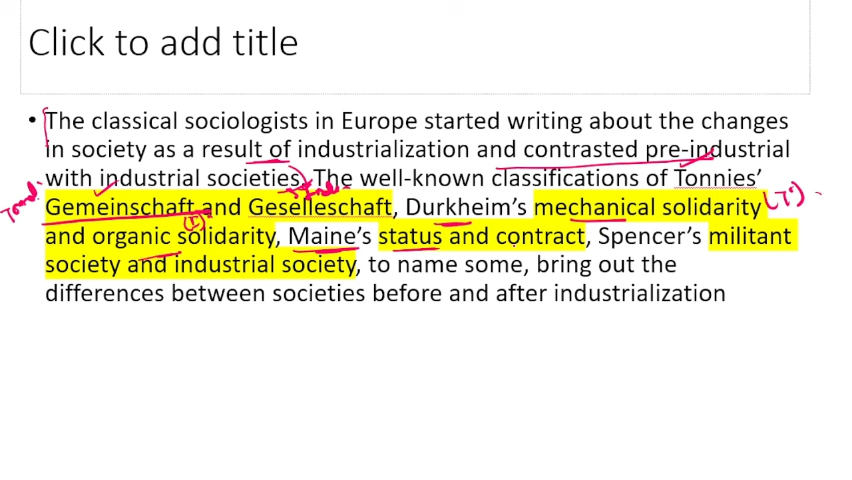 Click to add title
• The classical sociologists in Europe started writing about the changes
in society as a result of industrialization and contrasted pre-industrial
with industrial societies. The well-known classifications of Tonnies’
Gemeinschaft and Geselleschaft, Durkheim’s mechanical solidarity (T)
and organic solidarity, Maine’s status and contract, Spencer’s militant
society and industrial society, to name some, bring out the
differences between societies before and after industrialization